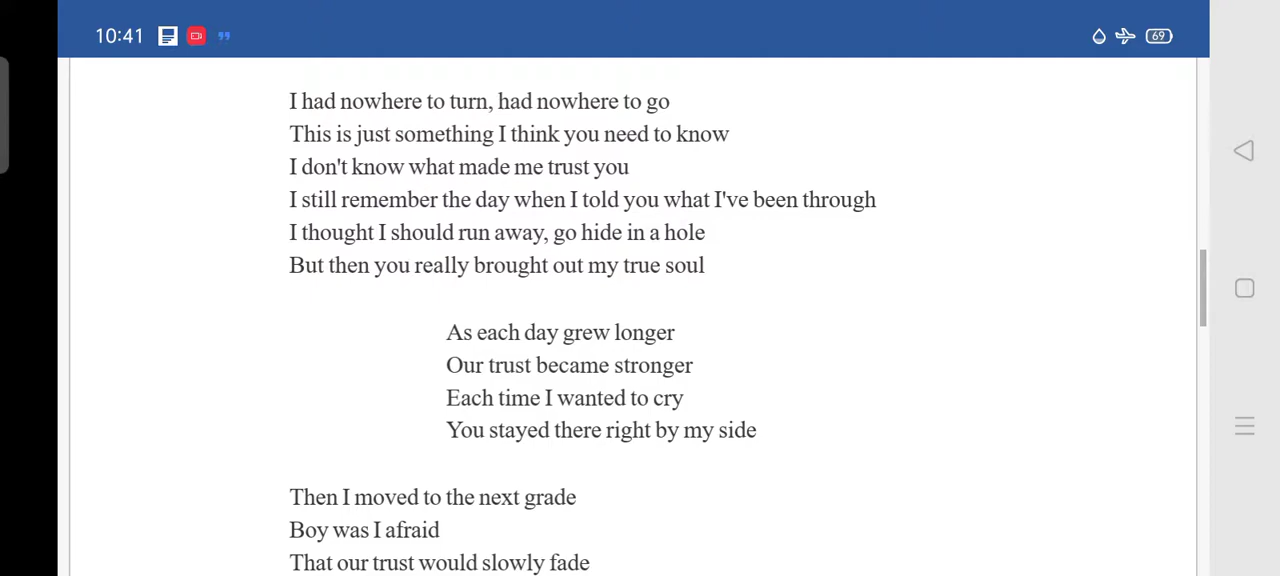 10:41
69
I had nowhere to turn, had nowhere to go
This is just something I think you need to know
I don't know what made me trust you
I still remember the day when I told you what I've been through
I thought I should run away, go hide in a hole
But then you really brought out my true soul
As each day grew longer
Our trust became stronger
Each time I wanted to cry
You stayed there right by my side
Then I moved to the next grade
Boy was I afraid
That our trust would slowly fade